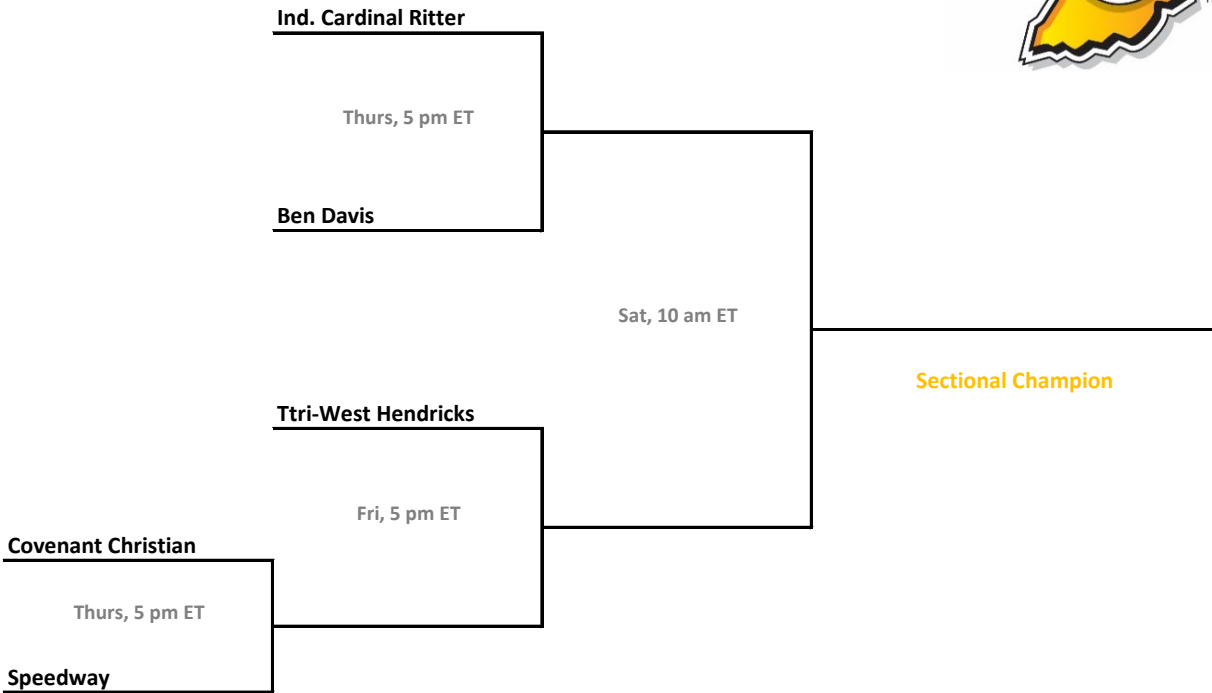 Ind. Cardinal Ritter
Thurs, 5 pm ET
Ben Davis
Sat, 10 am ET
Sectional Champion
Ttri-West Hendricks
Fri, 5 pm ET
Covenant Christian
Thurs, 5 pm ET
Speedway